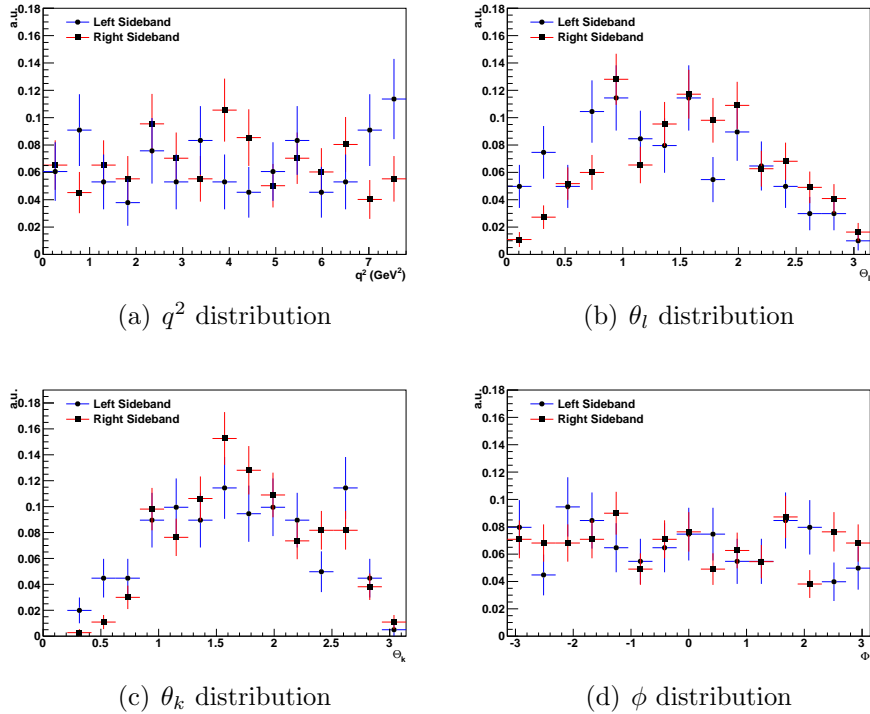 a.u.
0.18
0.16
0.14
0.12
0.1
0.08
0.06
0.04
0.02
0
Left Sideband
Right Sideband
0 1 2 3 4 5 6 7
q² (GeV²)
(a) q² distribution
a.u.
0.18
0.16
0.14
0.12
0.1
0.08
0.06
0.04
0.02
0
Left Sideband
Right Sideband
0 0.5 1 1.5 2 2.5 3
Θl
(b) θl distribution
a.u.
0.18
0.16
0.14
0.12
0.1
0.08
0.06
0.04
0.02
0
Left Sideband
Right Sideband
0 0.5 1 1.5 2 2.5 3
Θk
(c) θk distribution
a.u.
0.18
0.16
0.14
0.12
0.1
0.08
0.06
0.04
0.02
0
Left Sideband
Right Sideband
-3 -2 -1 0 1 2 3
Φ
(d) ϕ distribution